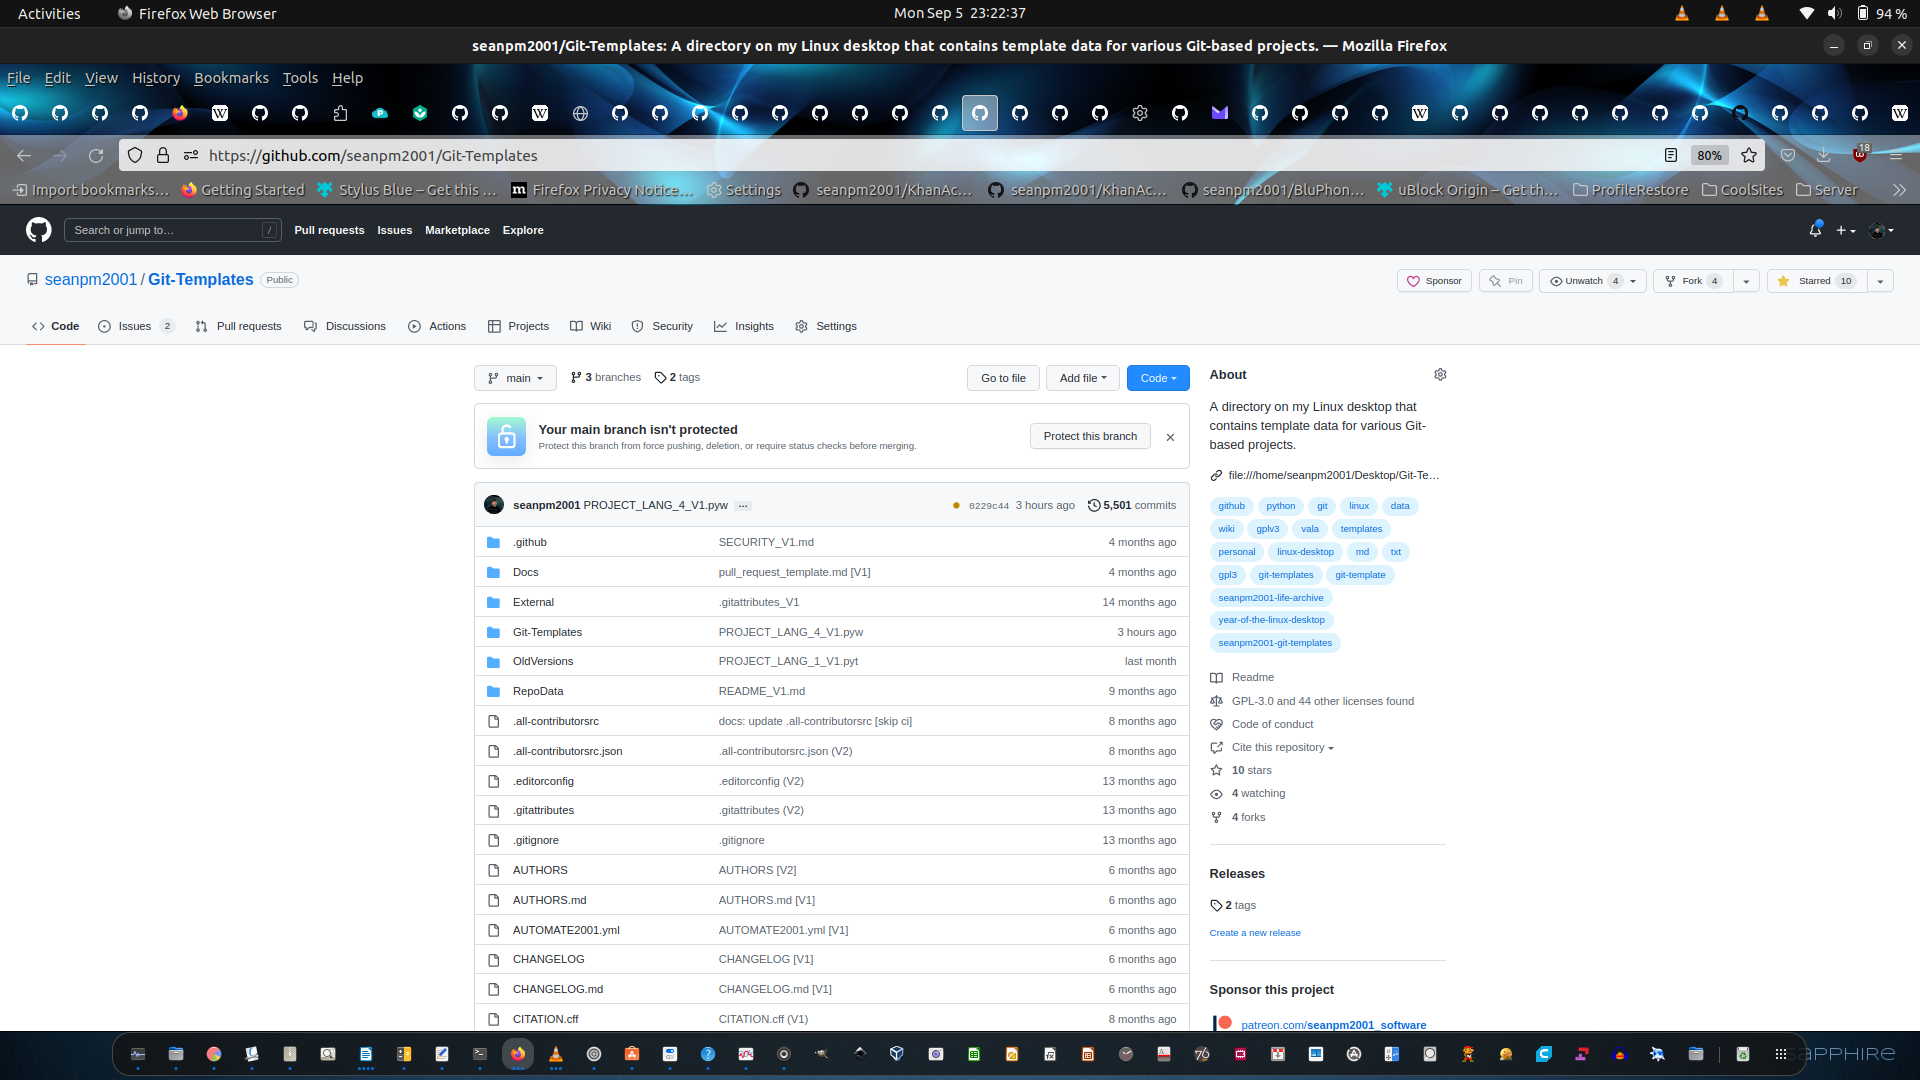 Activities Firefox Web Browser Mon Sep 5 23:22:37 94 %
seanpm2001/Git-Templates: A directory on my Linux desktop that contains template data for various Git-based projects. — Mozilla Firefox
File Edit View History Bookmarks Tools Help
https://github.com/seanpm2001/Git-Templates 80% 18
Import bookmarks... Getting Started Stylus Blue – Get this ... Firefox Privacy Notice... Settings seanpm2001/KhanAc... seanpm2001/KhanAc... seanpm2001/BluPhon... uBlock Origin – Get th... ProfileRestore CoolSites Server
Search or jump to... / Pull requests Issues Marketplace Explore
seanpm2001 / Git-Templates Public Sponsor Pin Unwatch 4 Fork 4 Starred 10
Code Issues 2 Pull requests Discussions Actions Projects Wiki Security Insights Settings
main 3 branches 2 tags Go to file Add file Code
Your main branch isn't protected
Protect this branch from force pushing, deletion, or require status checks before merging.
Protect this branch
seanpm2001 PROJECT_LANG_4_V1.pyw ... 0229c44 3 hours ago 5,501 commits
.github SECURITY_V1.md 4 months ago
Docs pull_request_template.md [V1] 4 months ago
External .gitattributes_V1 14 months ago
Git-Templates PROJECT_LANG_4_V1.pyw 3 hours ago
OldVersions PROJECT_LANG_1_V1.pyt last month
RepoData README_V1.md 9 months ago
.all-contributorsrc docs: update .all-contributorsrc [skip ci] 8 months ago
.all-contributorsrc.json .all-contributorsrc.json (V2) 8 months ago
.editorconfig .editorconfig (V2) 13 months ago
.gitattributes .gitattributes (V2) 13 months ago
.gitignore .gitignore 13 months ago
AUTHORS AUTHORS [V2] 6 months ago
AUTHORS.md AUTHORS.md [V1] 6 months ago
AUTOMATE2001.yml AUTOMATE2001.yml [V1] 6 months ago
CHANGELOG CHANGELOG [V1] 6 months ago
CHANGELOG.md CHANGELOG.md [V1] 6 months ago
CITATION.cff CITATION.cff (V1) 8 months ago
About
A directory on my Linux desktop that
contains template data for various Git-
based projects.
file:///home/seanpm2001/Desktop/Git-Te...
github python git linux data
wiki gplv3 vala templates
personal linux-desktop md txt
gpl3 git-templates git-template
seanpm2001-life-archive
year-of-the-linux-desktop
seanpm2001-git-templates
Readme
GPL-3.0 and 44 other licenses found
Code of conduct
Cite this repository
10 stars
4 watching
4 forks
Releases
2 tags
Create a new release
Sponsor this project
patreon.com/seanpm2001_software
SAPPHIRE